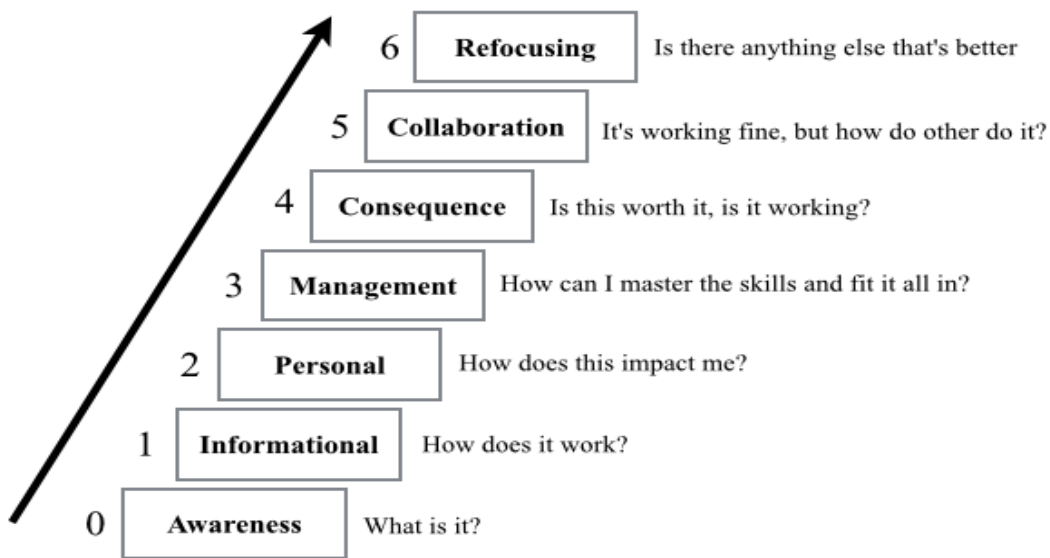 6 Refocusing Is there anything else that's better
5 Collaboration It's working fine, but how do other do it?
4 Consequence Is this worth it, is it working?
3 Management How can I master the skills and fit it all in?
2 Personal How does this impact me?
1 Informational How does it work?
0 Awareness What is it?